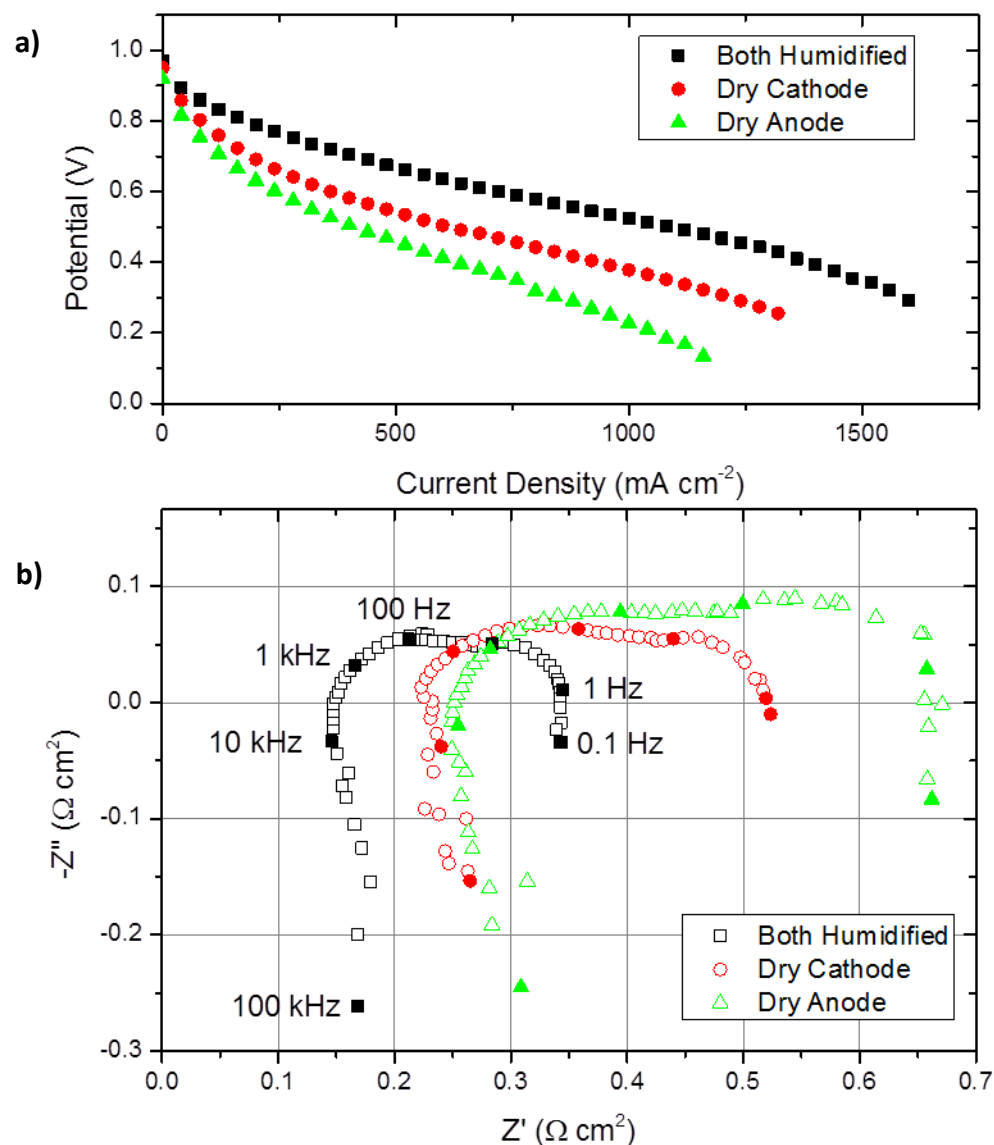 a)
1.0
0.8
0.6
0.4
0.2
0.0
Potential (V)
Both Humidified
Dry Cathode
Dry Anode
0
500
1000
1500
Current Density (mA cm⁻²)
b)
0.1
0.0
-0.1
-0.2
-0.3
-Z" (Ω cm²)
100 Hz
1 kHz
10 kHz
100 kHz
1 Hz
0.1 Hz
Both Humidified
Dry Cathode
Dry Anode
0.0
0.1
0.2
0.3
0.4
0.5
0.6
0.7
Z' (Ω cm²)